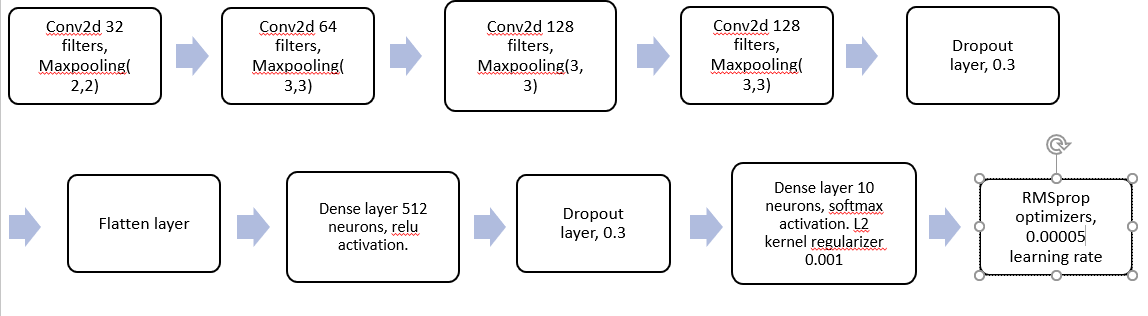 Conv2d 32
filters,
Maxpooling(
2,2)
Conv2d 64
filters,
Maxpooling(
3,3)
Conv2d 128
filters,
Maxpooling(3,
3)
Conv2d 128
filters,
Maxpooling(
3,3)
Dropout
layer, 0.3
Flatten layer
Dense layer 512
neurons, relu
activation.
Dropout
layer, 0.3
Dense layer 10
neurons, softmax
activation. L2
kernel regularizer
0.001
RMSprop
optimizers,
0.00005
learning rate